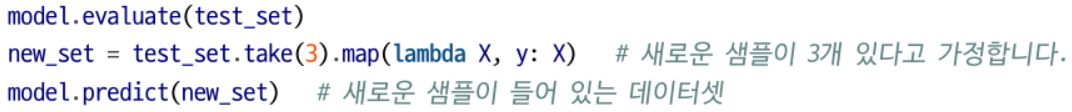 model.evaluate(test_set)
new_set = test_set.take(3).map(lambda X, y: X)   # 새로운 샘플이 3개 있다고 가정합니다.
model.predict(new_set)   # 새로운 샘플이 들어 있는 데이터셋